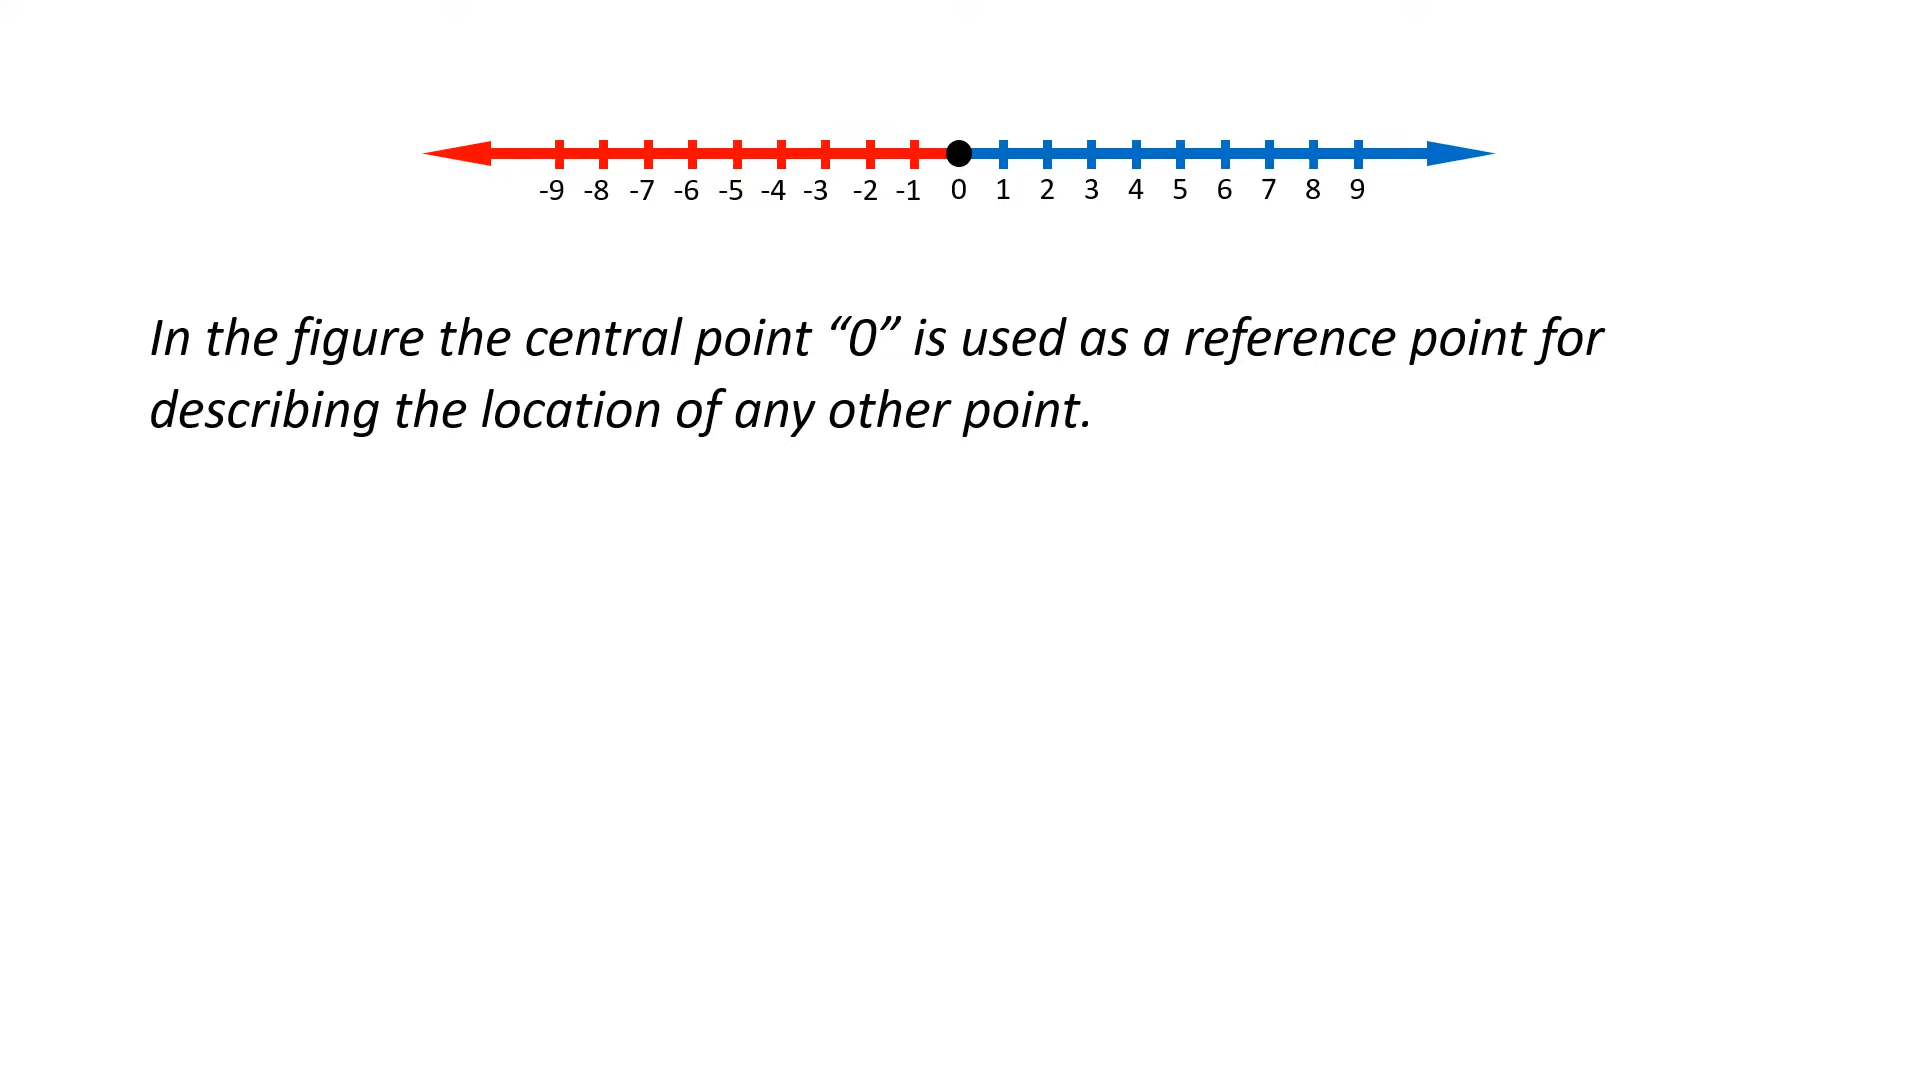 -9 -8 -7 -6 -5 -4 -3 -2 -1 0 1 2 3 4 5 6 7 8 9
In the figure the central point “0” is used as a reference point for
describing the location of any other point.